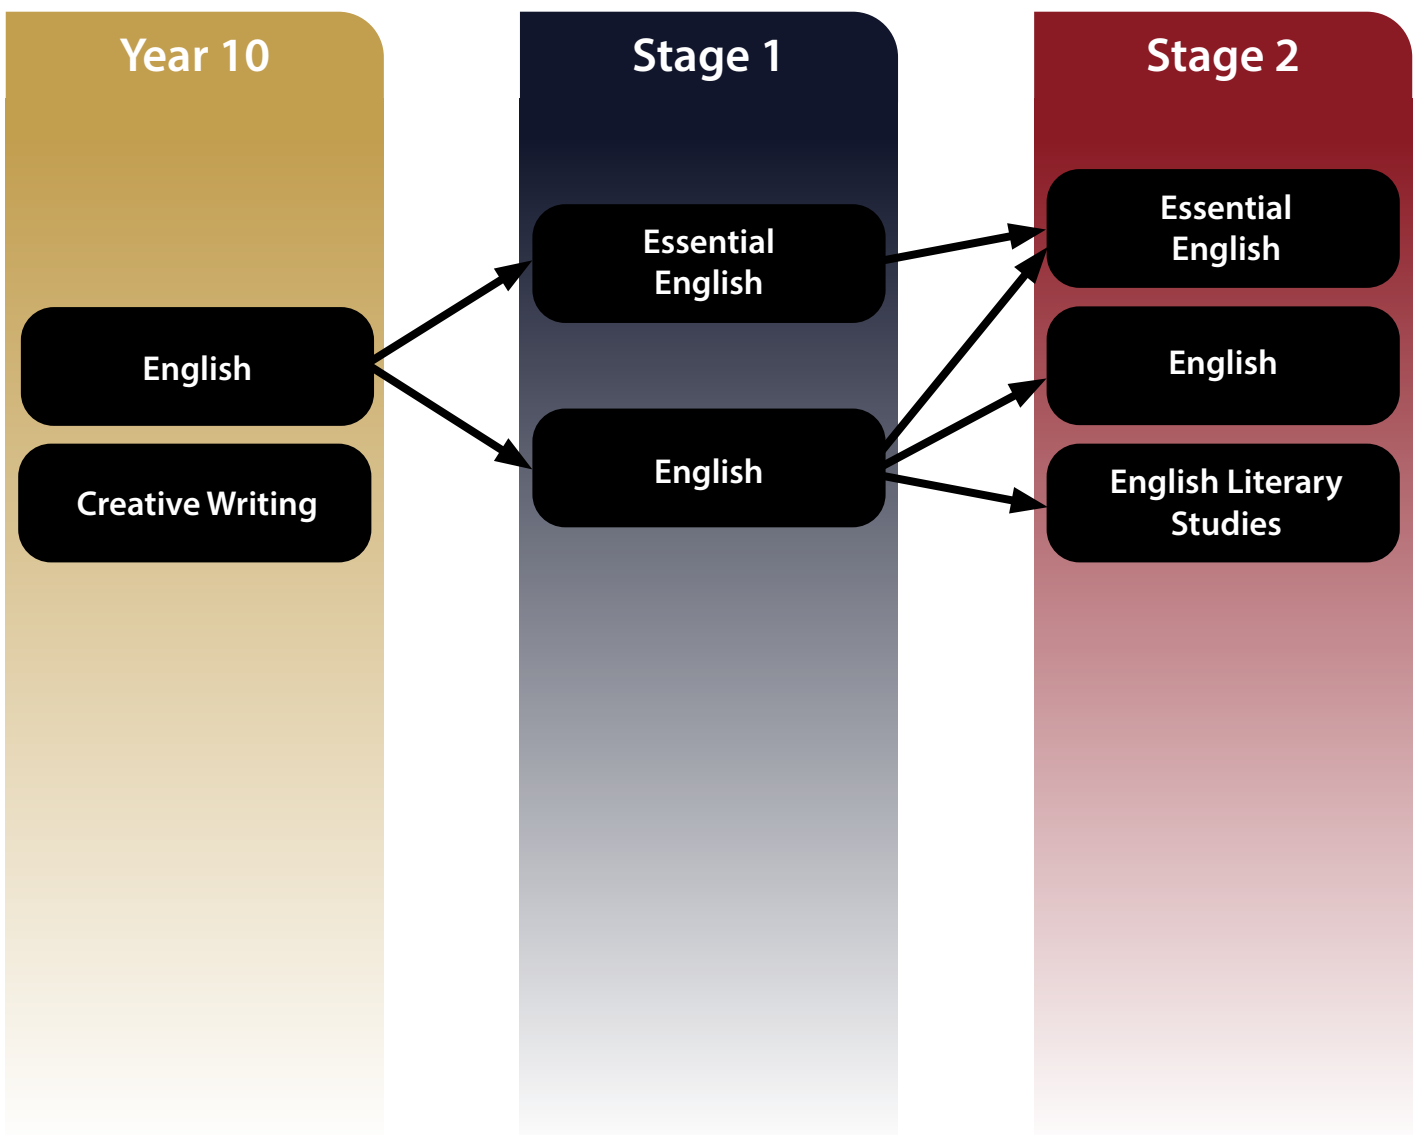 Year 10
English
Creative Writing
Stage 1
Essential
English
English
Stage 2
Essential
English
English
English Literary
Studies